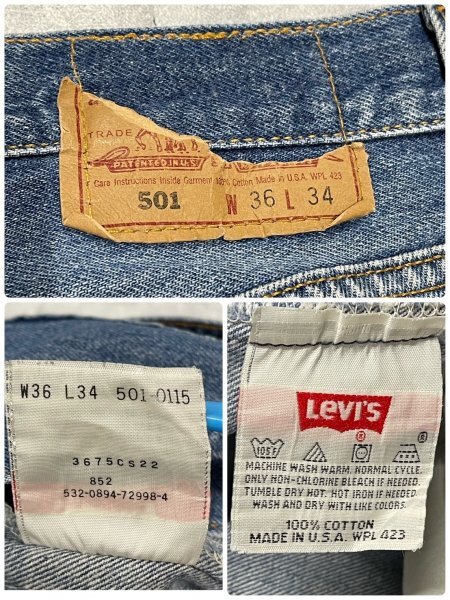 TRADE
PATENTED IN U.S.
Care Instructions Inside Garment Cotton Made in U.S.A. WPL 423
501 W 36 L 34
W36 L34 501-0115
3675CS22
852
532-0894-72998-4
LEVI'S
®
105F ®
MACHINE WASH WARM. NORMAL CYCLE.
ONLY NON-CHLORINE BLEACH IF NEEDED.
TUMBLE DRY HOT. HOT IRON IF NEEDED.
WASH AND DRY WITH LIKE COLORS.
100% COTTON
MADE IN U.S.A. WPL 423